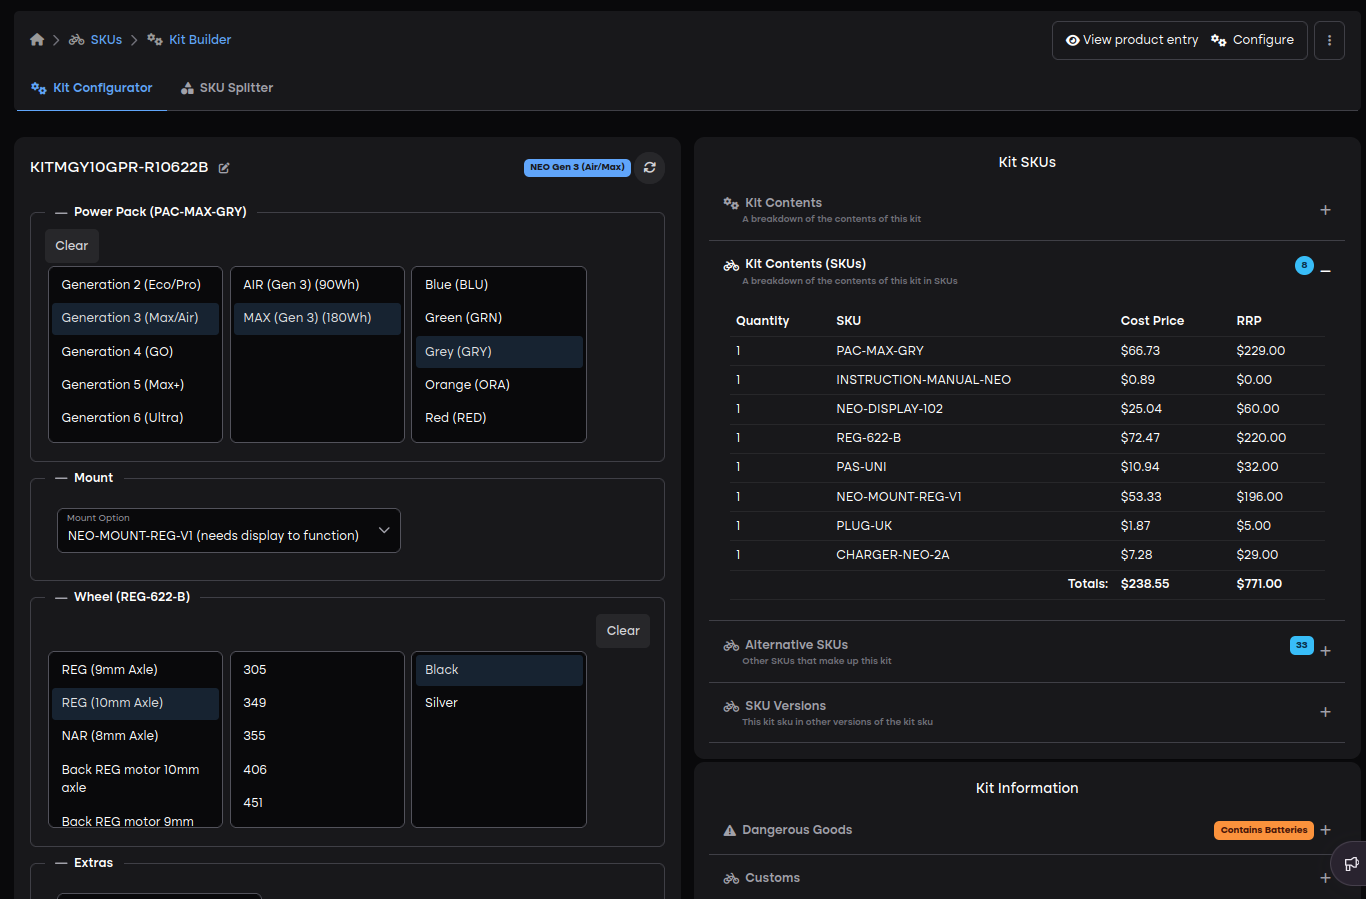 SKUs
Kit Builder
View product entry
Configure
Kit Configurator
SKU Splitter
KITMGY10GPR-R10622B
NEO Gen 3 (Air/Max)
Power Pack (PAC-MAX-GRY)
Clear
Generation 2 (Eco/Pro)
Generation 3 (Max/Air)
Generation 4 (GO)
Generation 5 (Max+)
Generation 6 (Ultra)
AIR (Gen 3) (90Wh)
MAX (Gen 3) (180Wh)
Blue (BLU)
Green (GRN)
Grey (GRY)
Orange (ORA)
Red (RED)
Mount
Mount Option
NEO-MOUNT-REG-V1 (needs display to function)
Wheel (REG-622-B)
Clear
REG (9mm Axle)
REG (10mm Axle)
NAR (8mm Axle)
Back REG motor 10mm
axle
Back REG motor 9mm
305
349
355
406
451
Black
Silver
Extras
Kit SKUs
Kit Contents
A breakdown of the contents of this kit
Kit Contents (SKUs)
8
A breakdown of the contents of this kit in SKUs
Quantity SKU Cost Price RRP
1 PAC-MAX-GRY $66.73 $229.00
1 INSTRUCTION-MANUAL-NEO $0.89 $0.00
1 NEO-DISPLAY-102 $25.04 $60.00
1 REG-622-B $72.47 $220.00
1 PAS-UNI $10.94 $32.00
1 NEO-MOUNT-REG-V1 $53.33 $196.00
1 PLUG-UK $1.87 $5.00
1 CHARGER-NEO-2A $7.28 $29.00
Totals: $238.55 $771.00
Alternative SKUs
33
Other SKUs that make up this kit
SKU Versions
This kit sku in other versions of the kit sku
Kit Information
Dangerous Goods
Contains Batteries
Customs